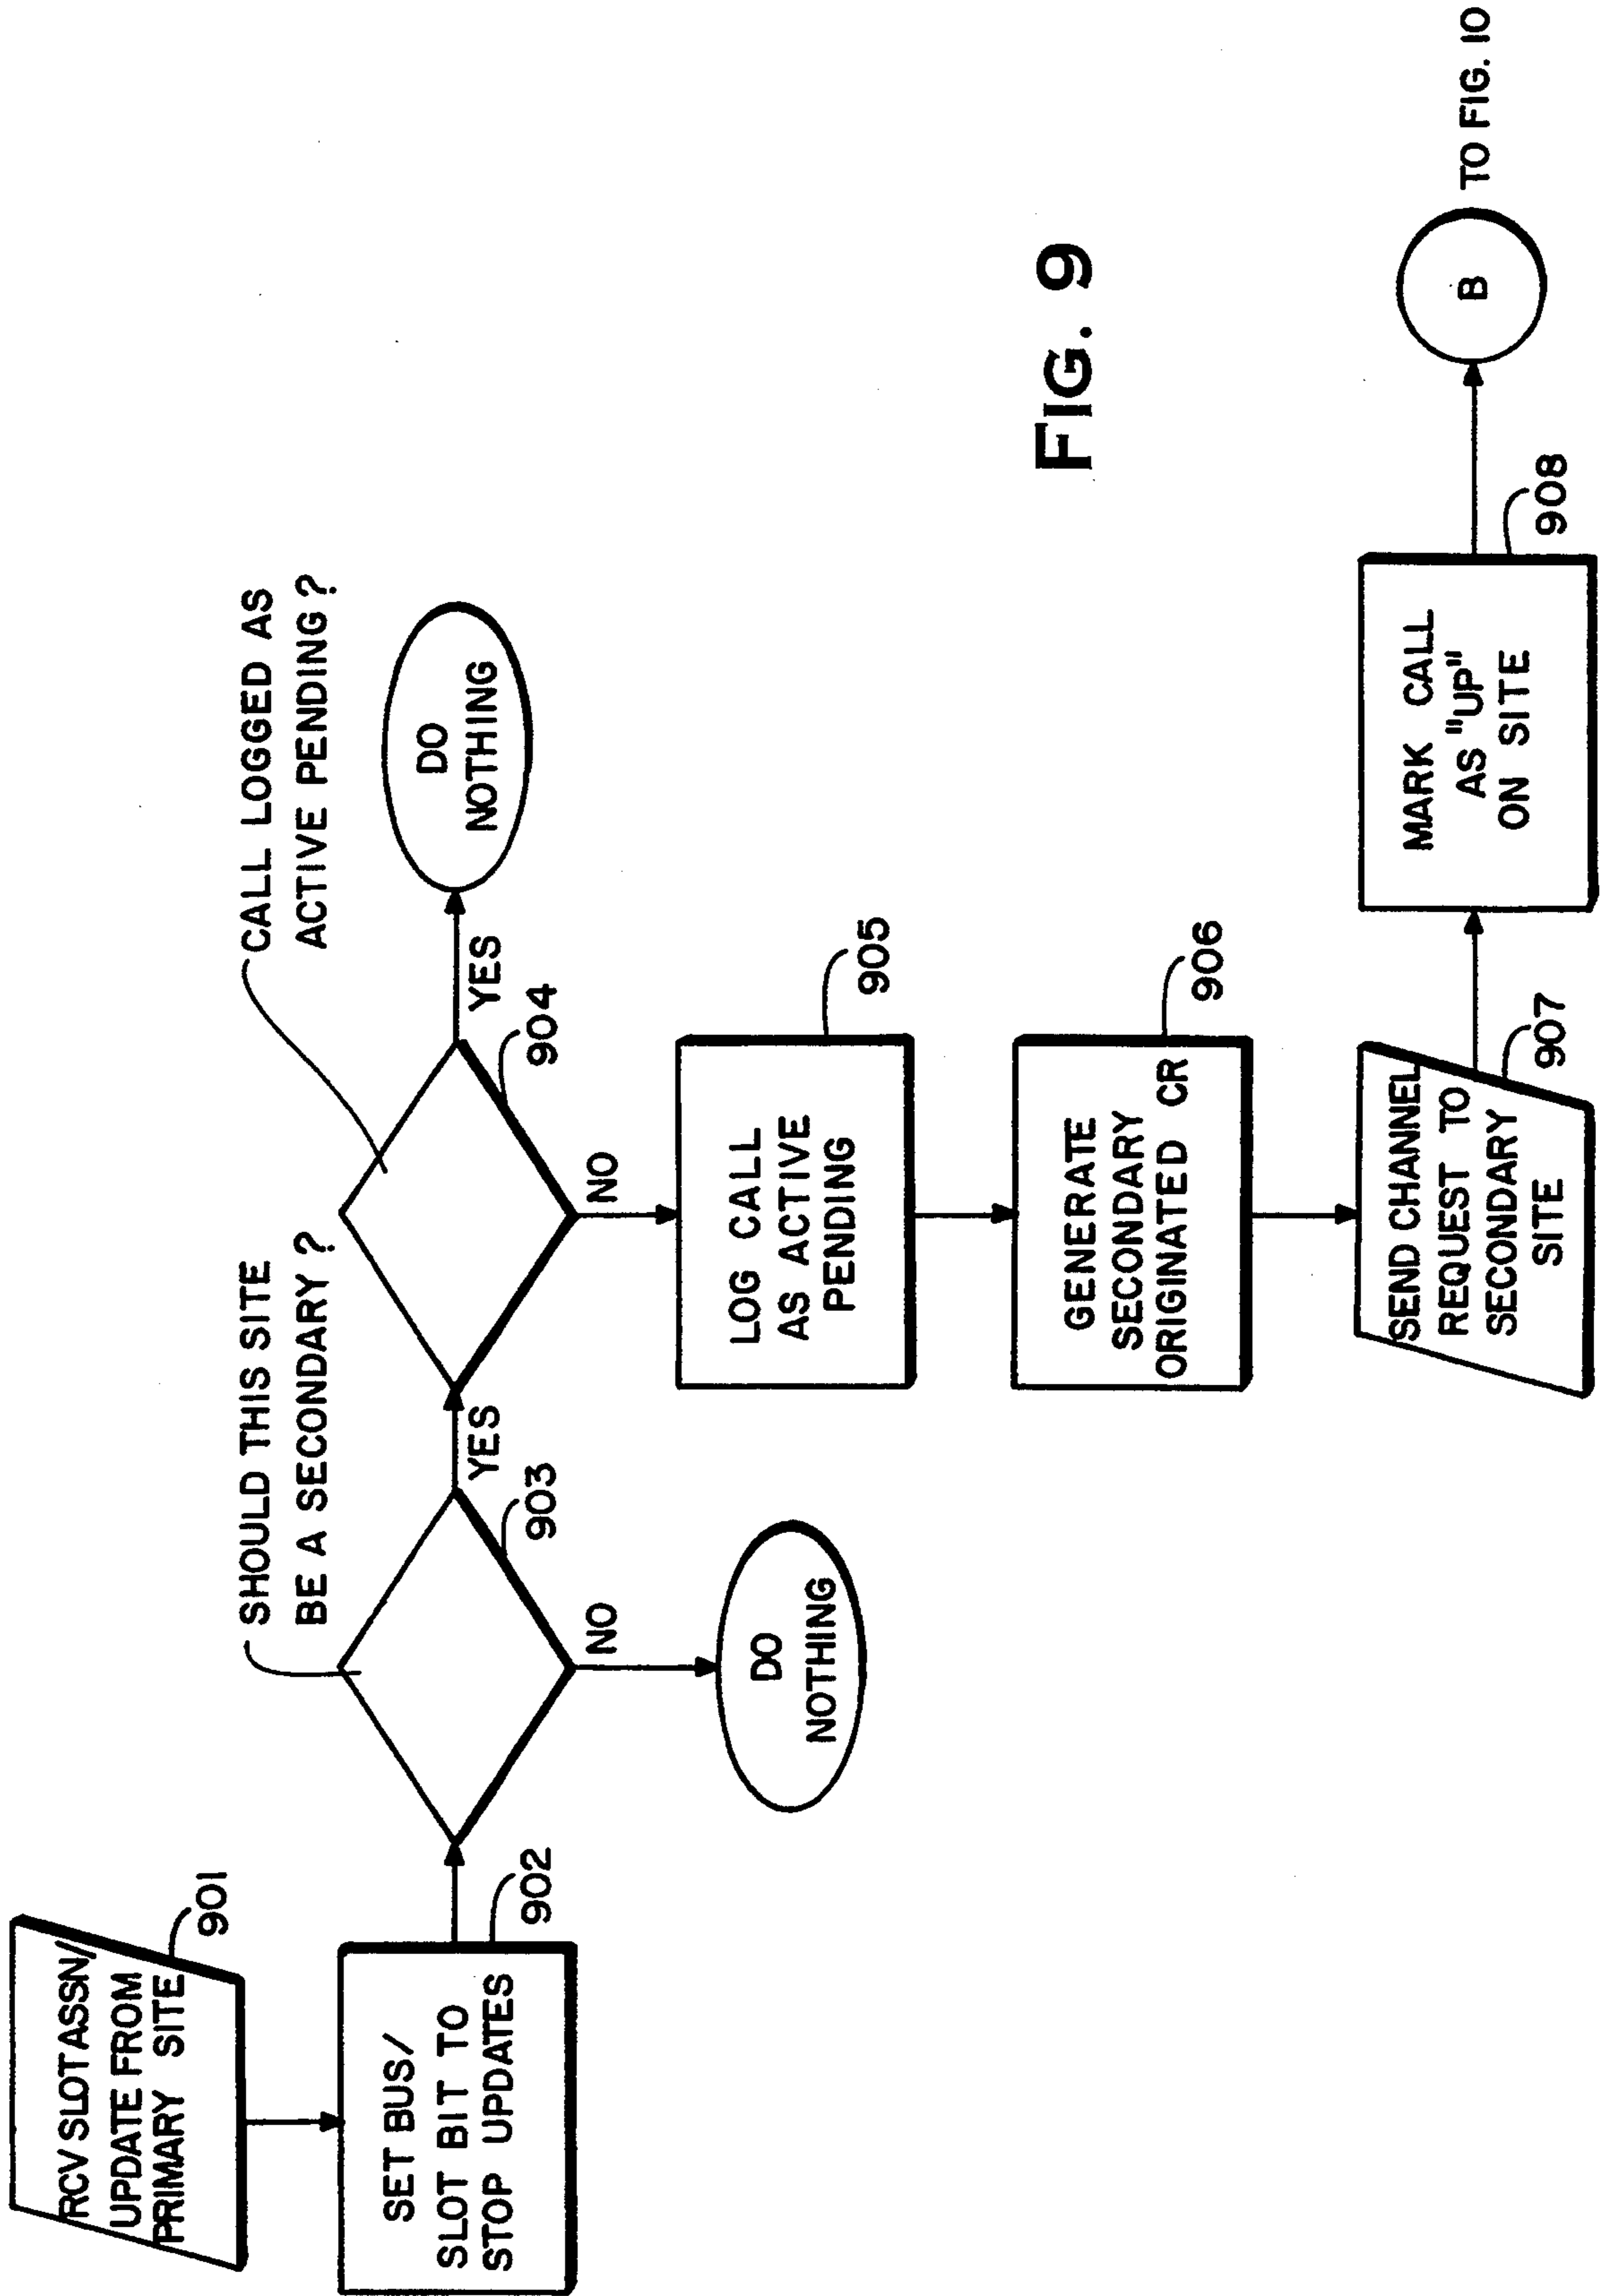 RCV SLOT ASSN/
UPDATE FROM
PRIMARY SITE
901
SET BUS/
SLOT BIT TO
STOP UPDATES
902
SHOULD THIS SITE
BE A SECONDARY ?
903
YES
NO
DO
NOTHING
CALL LOGGED AS
ACTIVE PENDING ?
904
YES
DO
NOTHING
NO
LOG CALL
AS ACTIVE
PENDING
905
GENERATE
SECONDARY
ORIGINATED CR
906
SEND CHANNEL
REQUEST TO
SECONDARY
SITE
907
MARK CALL
AS "UP"
ON SITE
908
B
TO FIG. 10
FIG. 9